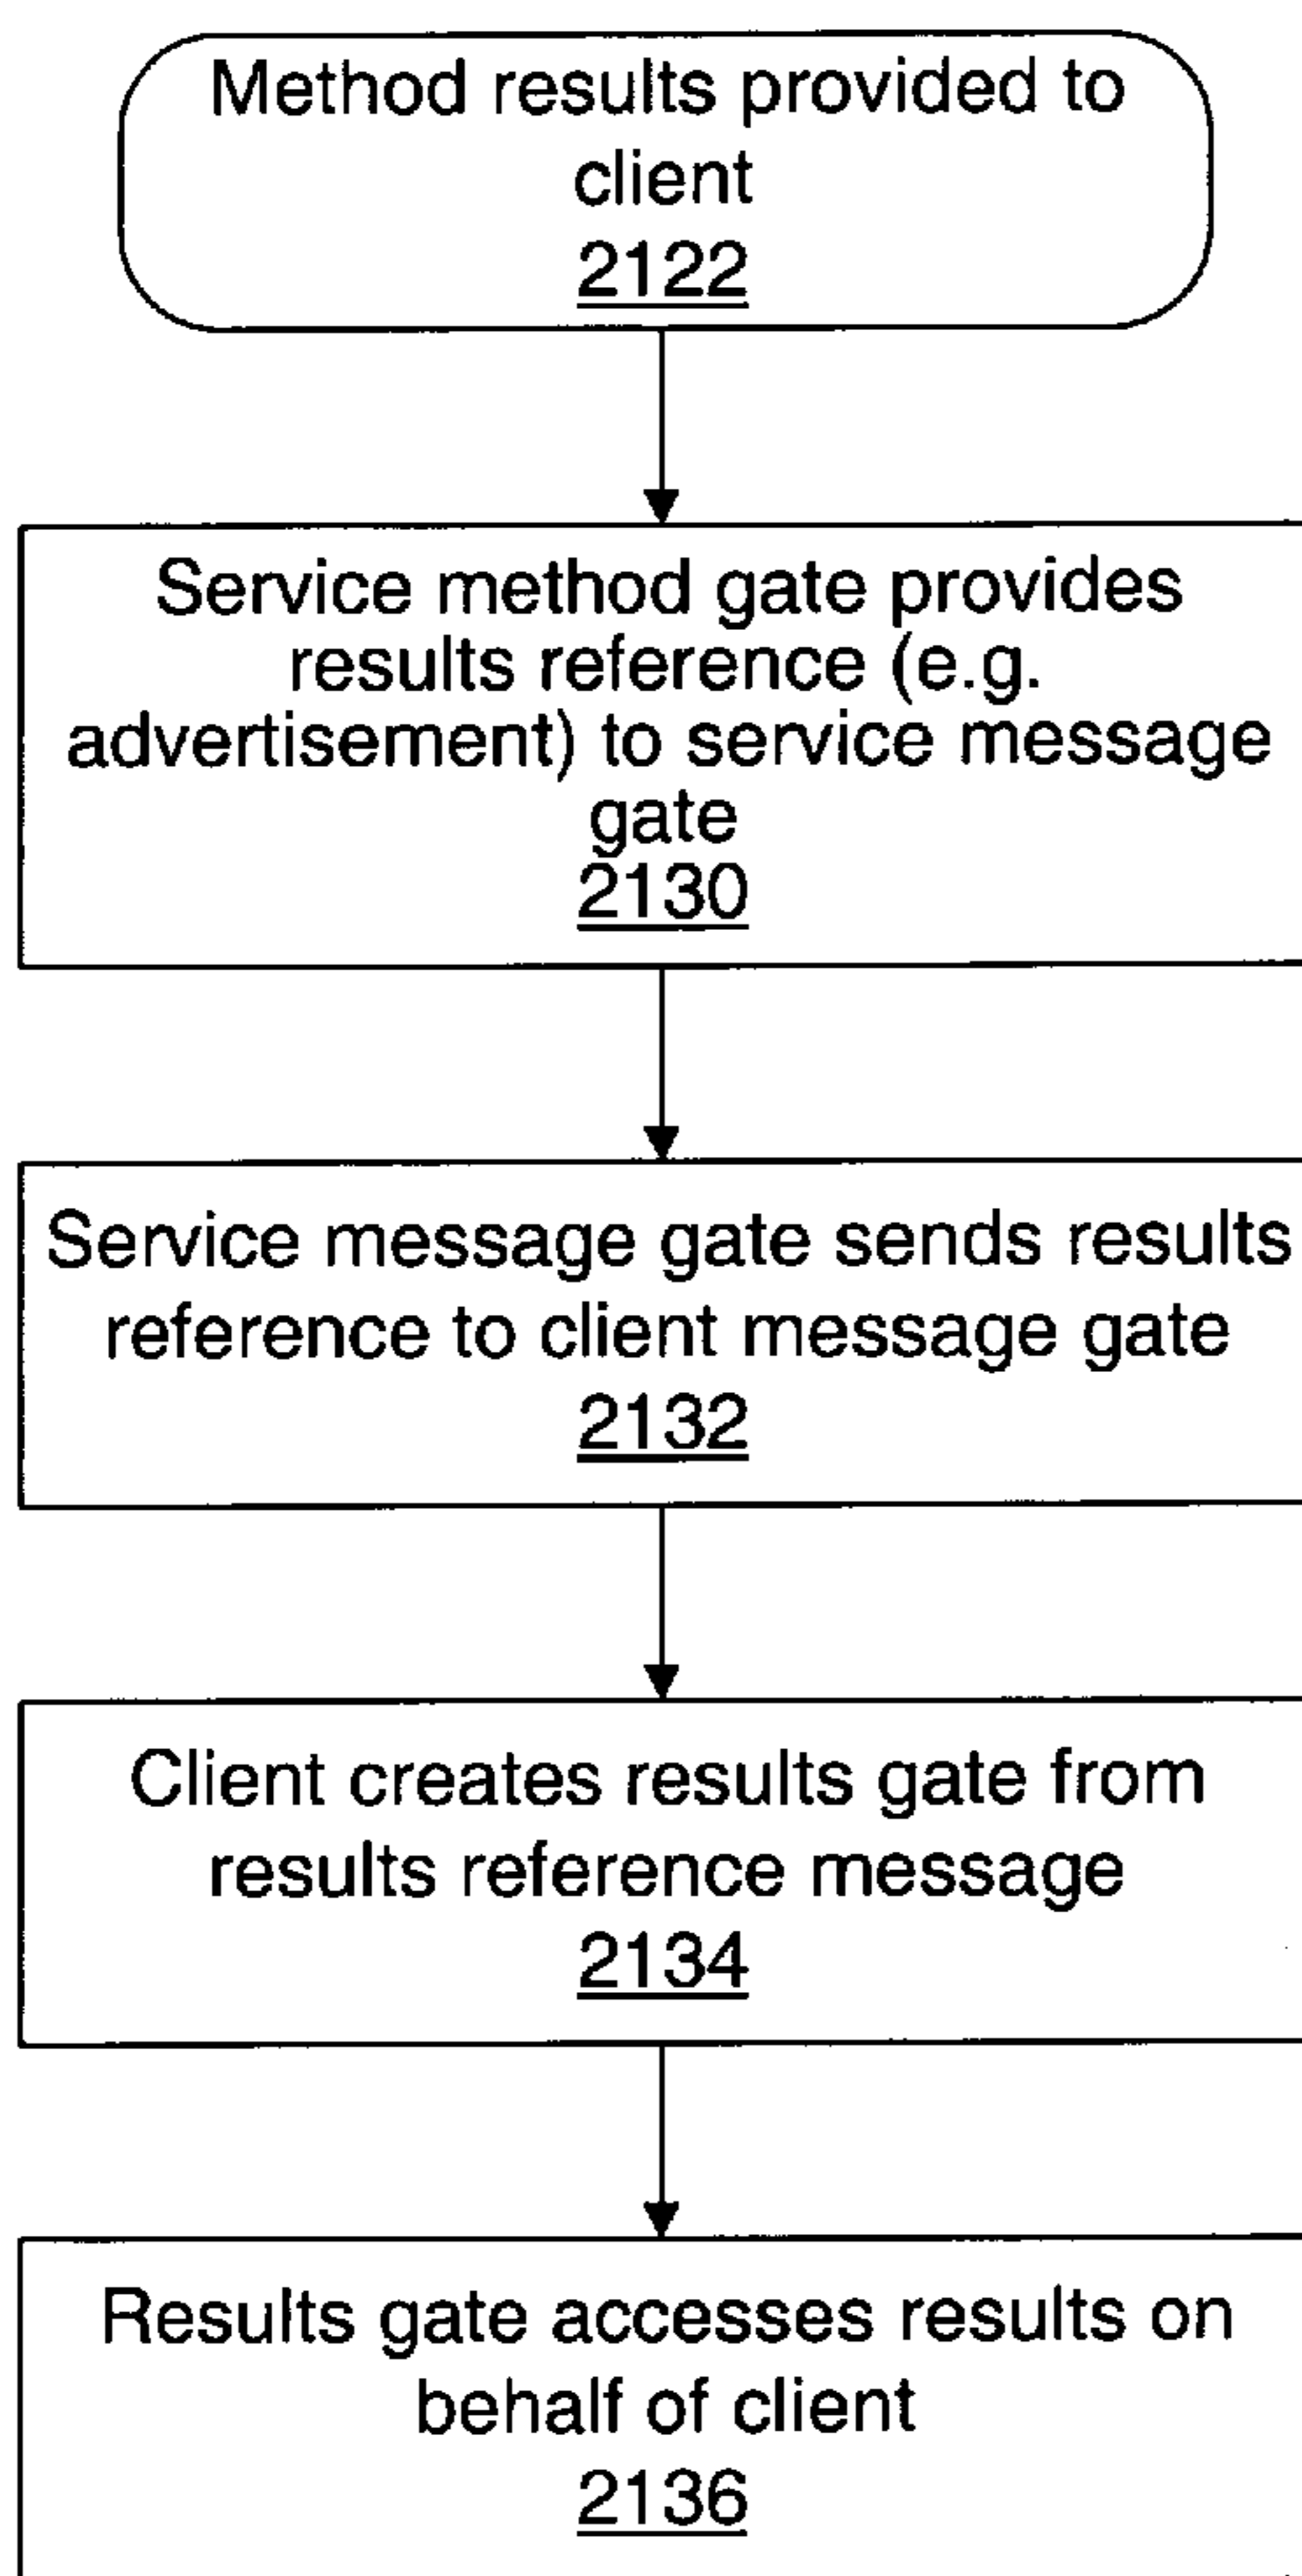 Method results provided to
client
2122
Service method gate provides
results reference (e.g.
advertisement) to service message
gate
2130
Service message gate sends results
reference to client message gate
2132
Client creates results gate from
results reference message
2134
Results gate accesses results on
behalf of client
2136